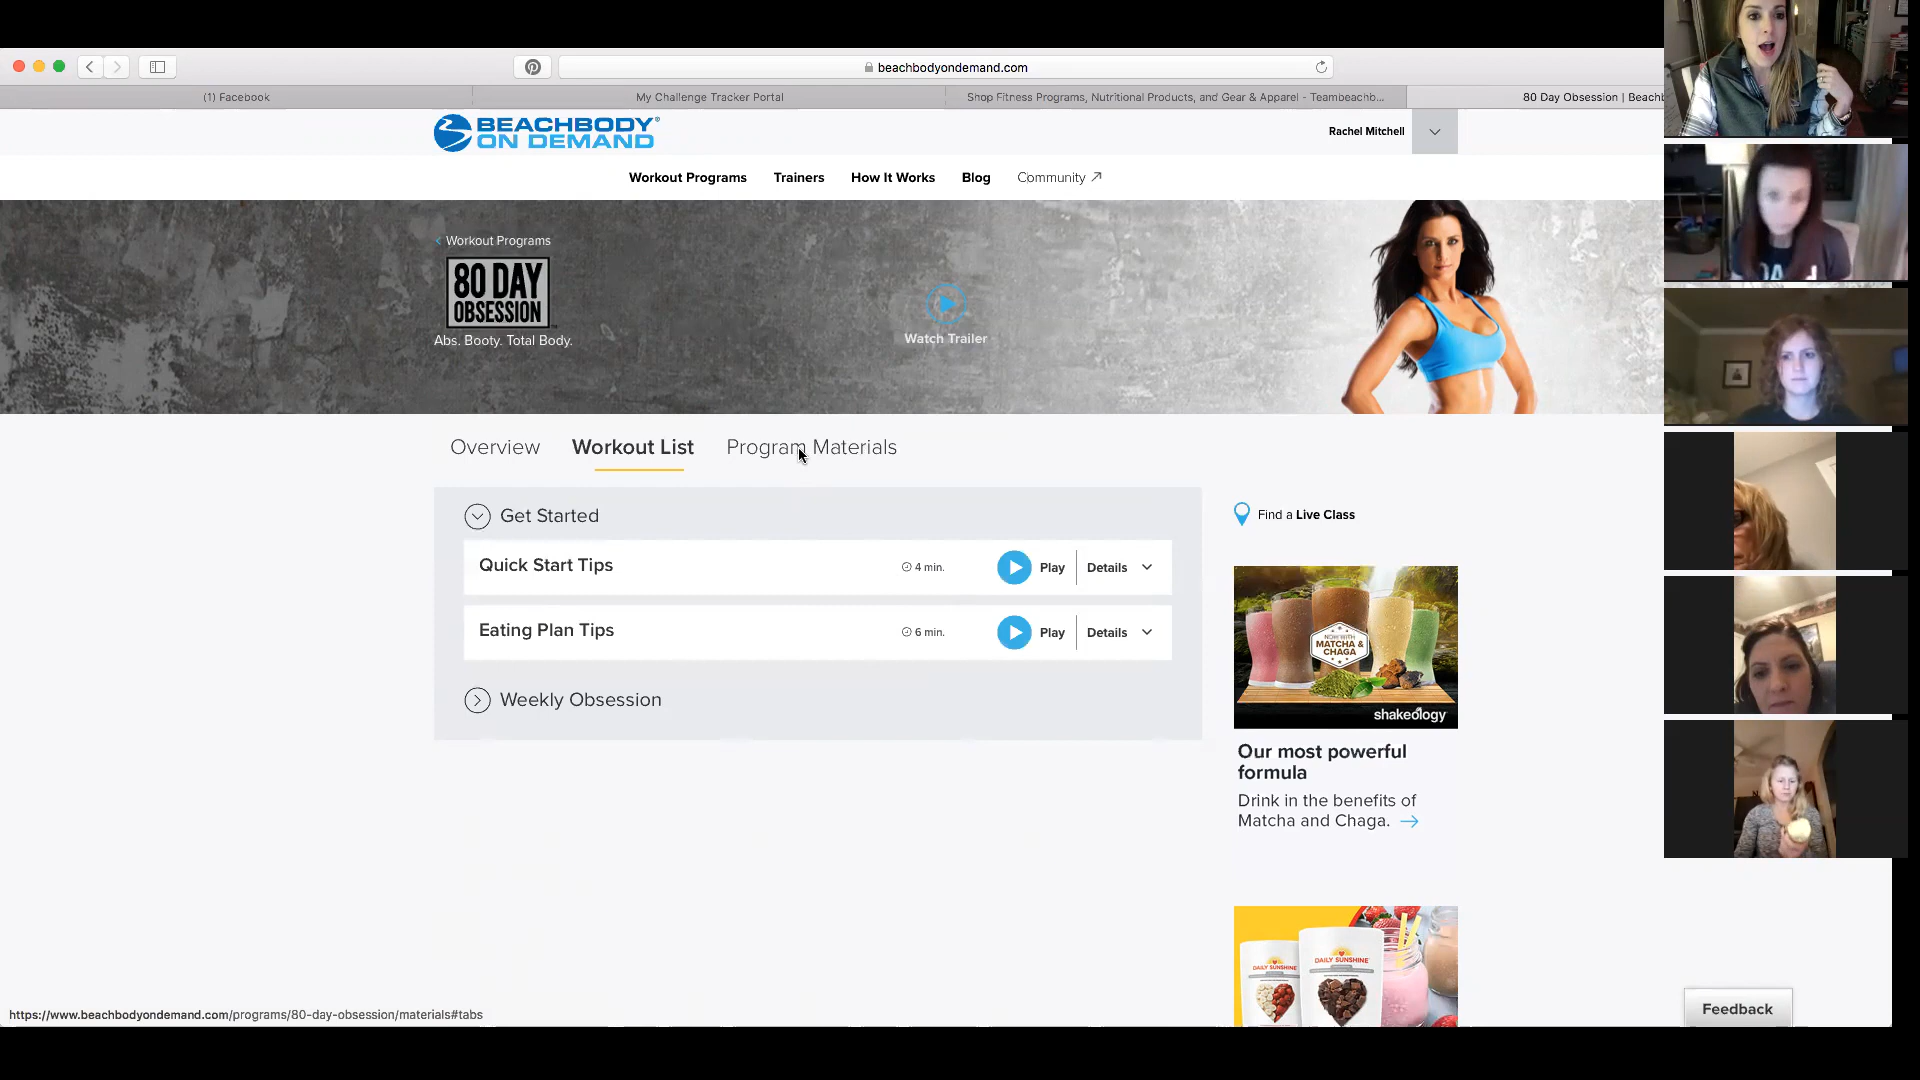 beachbodyondemand.com
(1) Facebook
My Challenge Tracker Portal
Shop Fitness Programs, Nutritional Products, and Gear & Apparel - Teambeachb...
80 Day Obsession | Beachb
BEACHBODY®
ON DEMAND
Rachel Mitchell
Workout Programs
Trainers
How It Works
Blog
Community
Workout Programs
80 DAY
OBSESSION
Abs. Booty. Total Body.
Watch Trailer
Overview
Workout List
Program Materials
Get Started
Quick Start Tips
4 min.
Play
Details
Eating Plan Tips
6 min.
Play
Details
Weekly Obsession
Find a Live Class
NOW WITH
MATCHA &
CHAGA
shakeology
Our most powerful
formula
Drink in the benefits of
Matcha and Chaga.
DAILY SUNSHINE
DAILY SUNSHINE
Feedback
https://www.beachbodyondemand.com/programs/80-day-obsession/materials#tabs